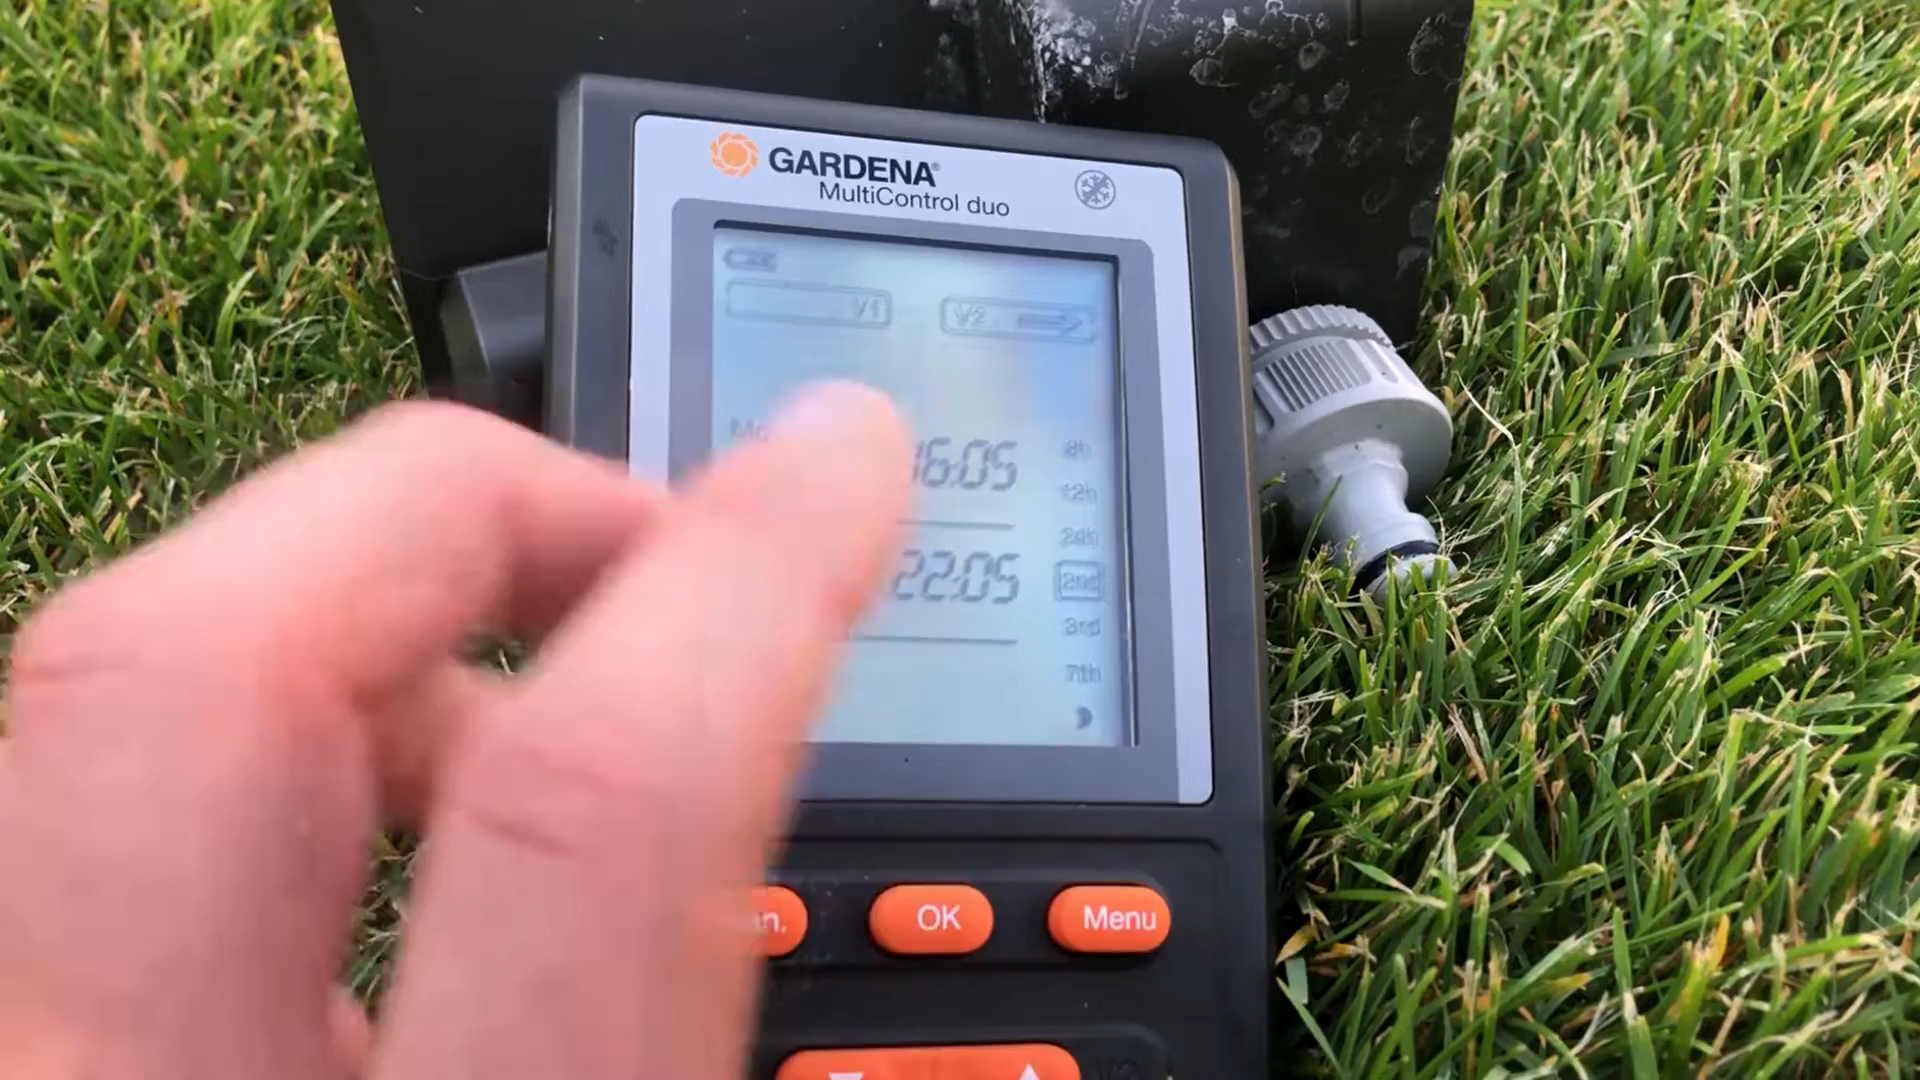 GARDENA®
MultiControl duo
V1 V2
16:05
8h
12h
24h
22:05
2nd
3rd
7th
OK
Menu